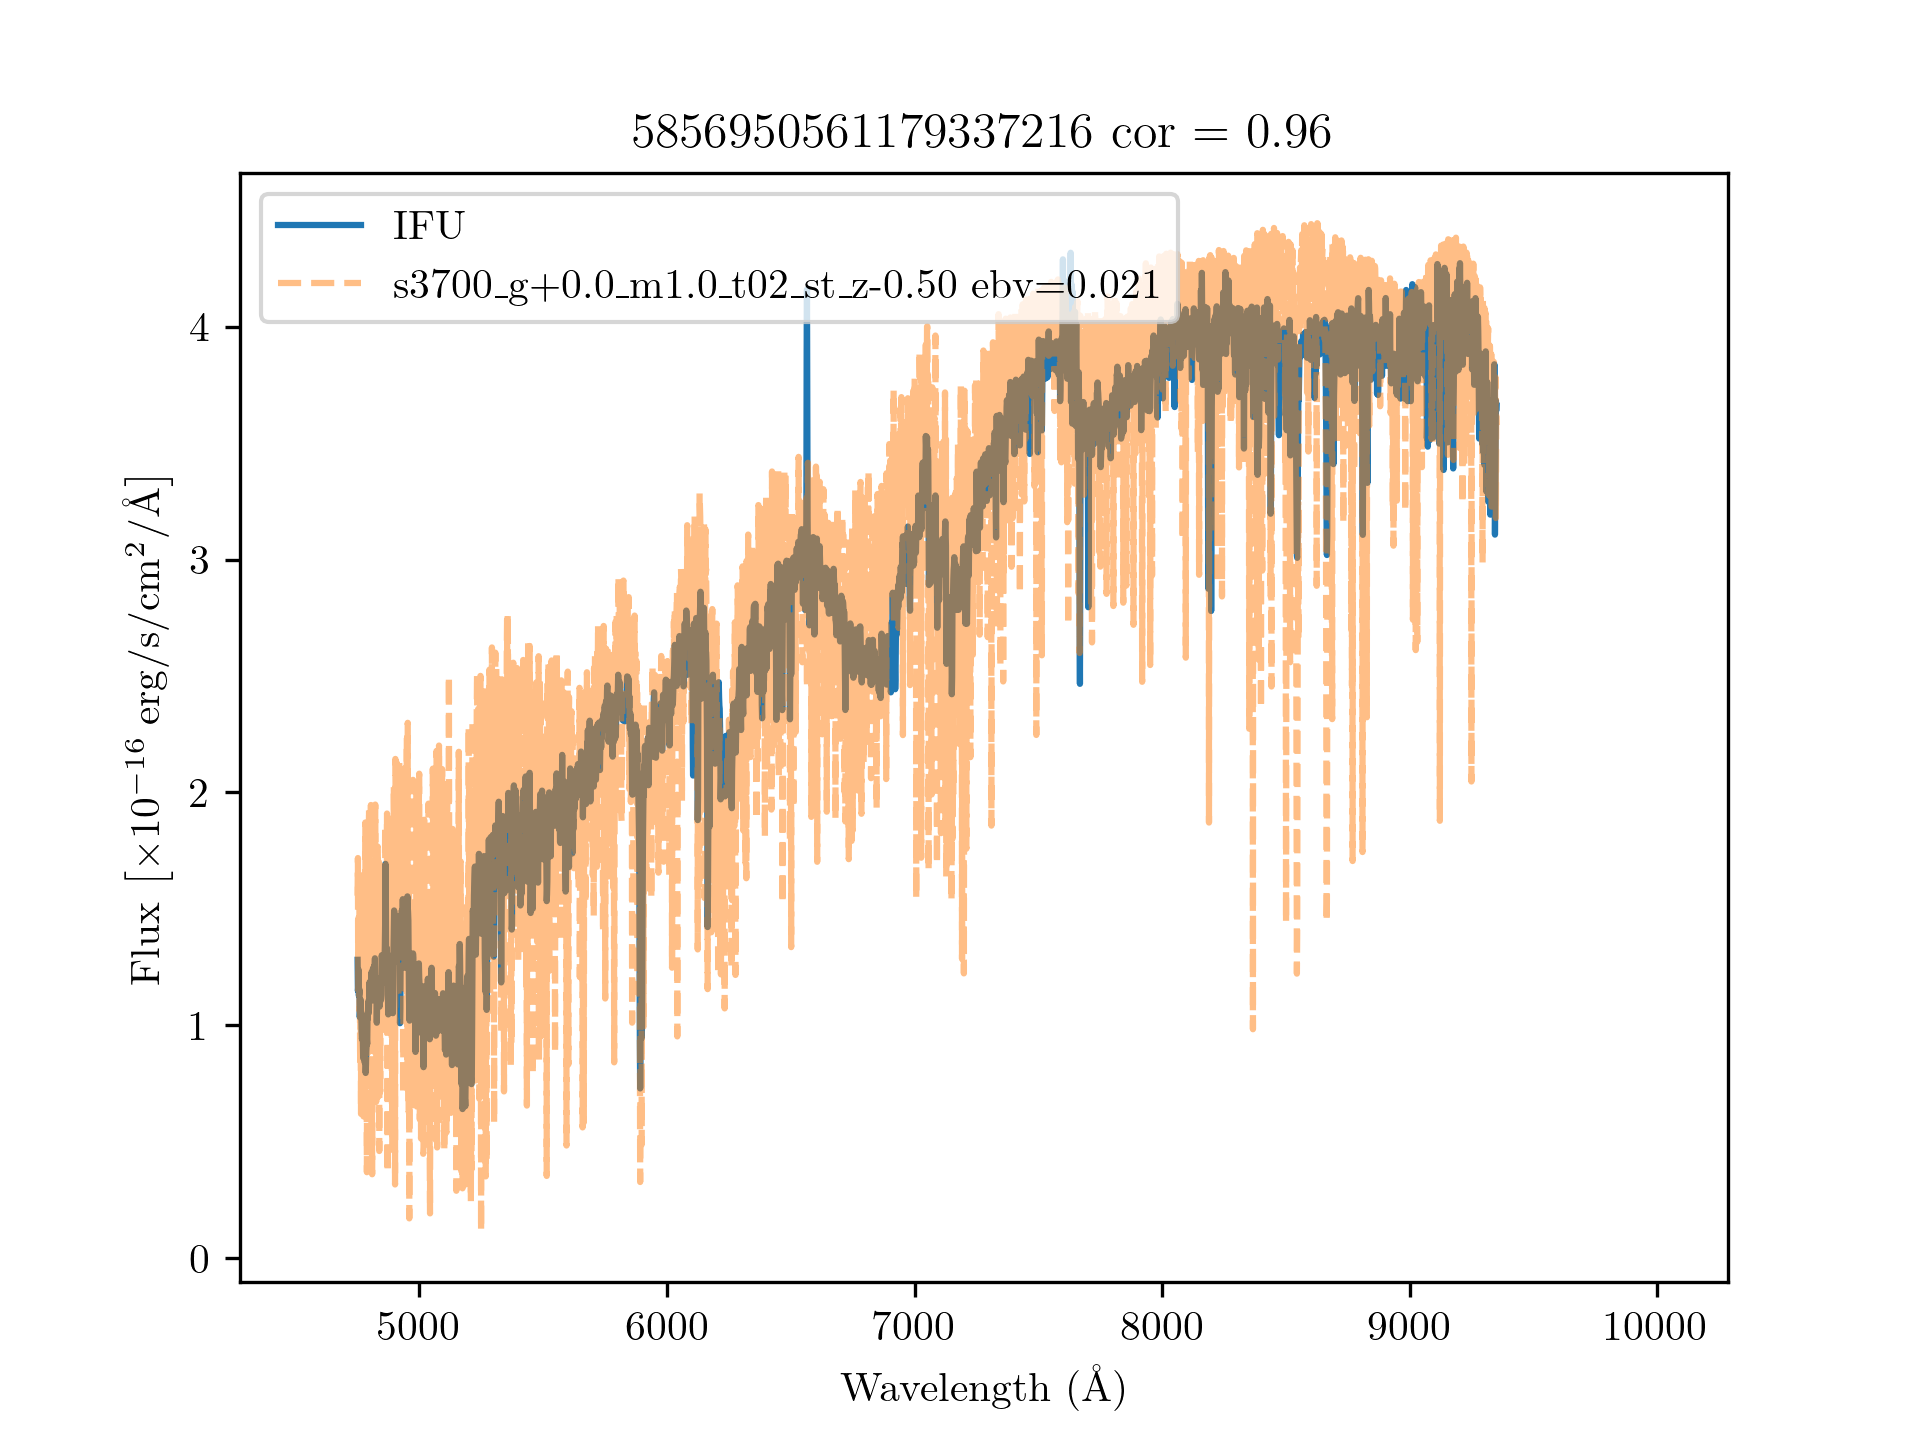 5856950561179337216 cor = 0.96
IFU
s3700_g+0.0_m1.0_t02_st_z-0.50 ebv=0.021
Flux [×10⁻¹⁶ erg/s/cm²/Å]
4
3
2
1
0
5000 6000 7000 8000 9000 10000
Wavelength (Å)